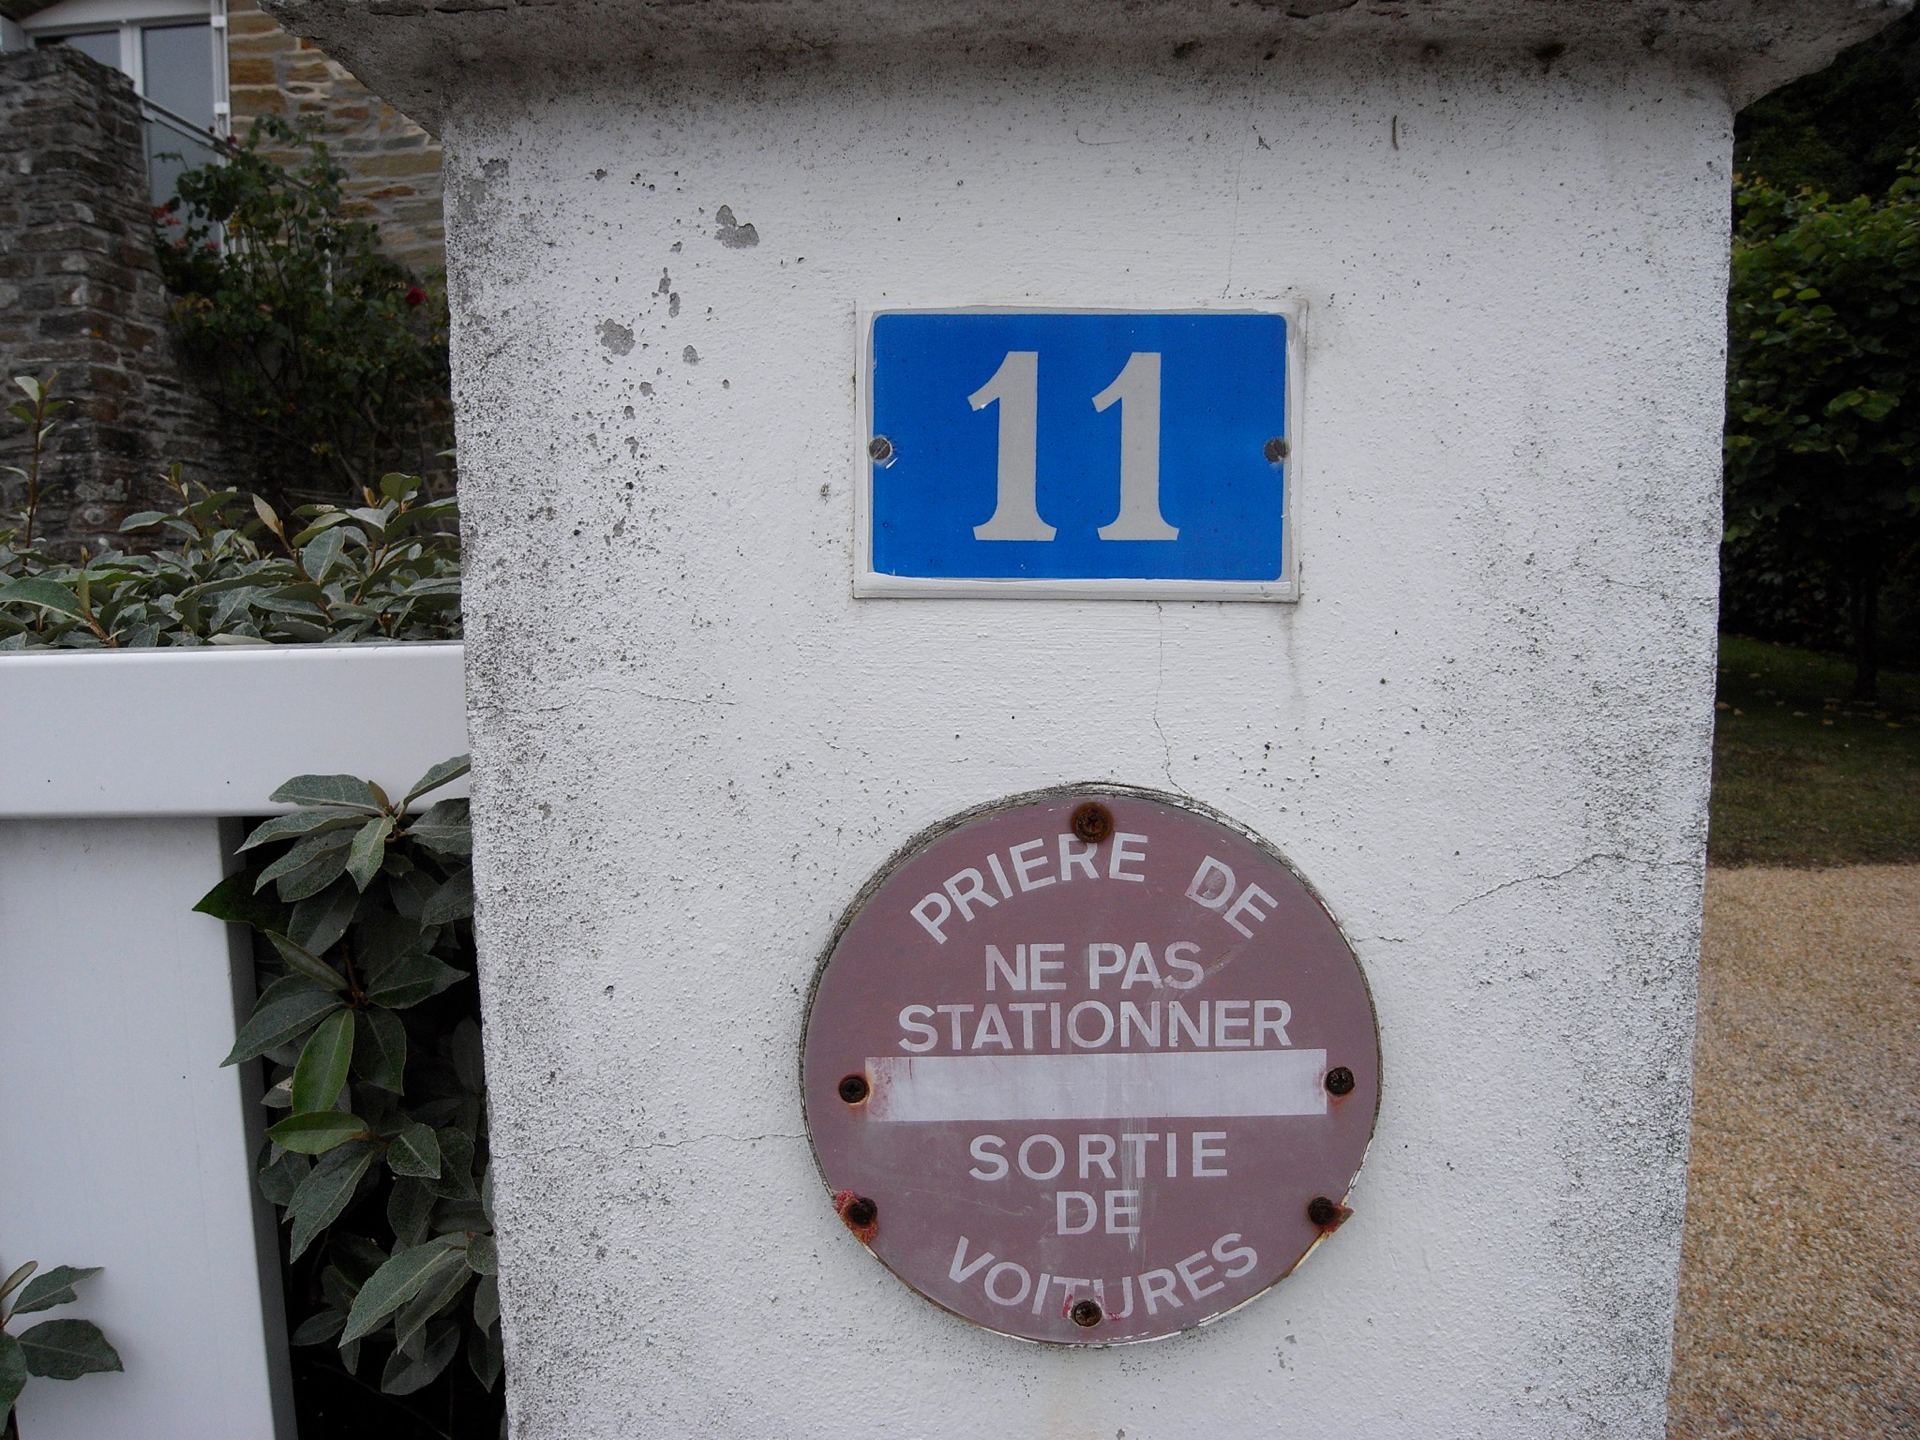 11
PRIERE DE
NE PAS
STATIONNER
SORTIE
DE
VOITURES